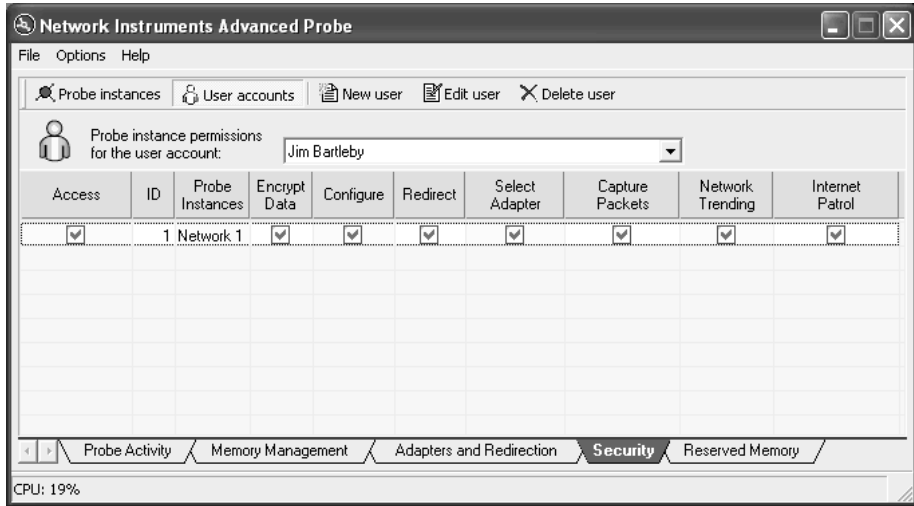 Network Instruments Advanced Probe
File Options Help
Probe instances User accounts New user Edit user Delete user
Probe instance permissions
for the user account: Jim Bartleby
Access ID Probe Instances Encrypt Data Configure Redirect Select Adapter Capture Packets Network Trending Internet Patrol
1 Network 1
Probe Activity Memory Management Adapters and Redirection Security Reserved Memory
CPU: 19%